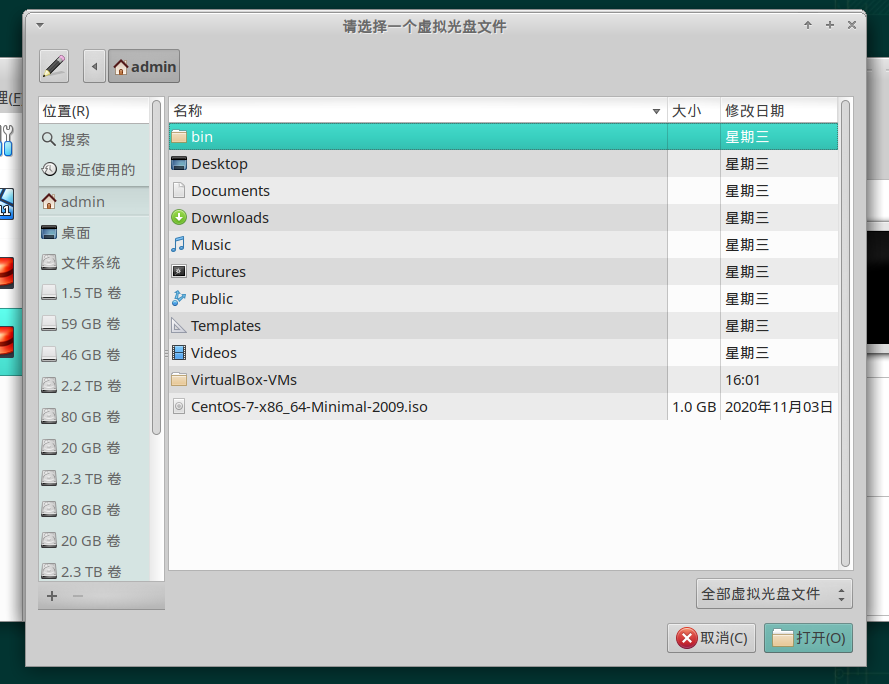 请选择一个虚拟光盘文件
admin
理(F
位置(R)
名称 大小 修改日期
搜索
最近使用的
admin
桌面
文件系统
1.5 TB 卷
59 GB 卷
46 GB 卷
2.2 TB 卷
80 GB 卷
20 GB 卷
2.3 TB 卷
80 GB 卷
20 GB 卷
2.3 TB 卷
bin 星期三
Desktop 星期三
Documents 星期三
Downloads 星期三
Music 星期三
Pictures 星期三
Public 星期三
Templates 星期三
Videos 星期三
VirtualBox-VMs 16:01
CentOS-7-x86_64-Minimal-2009.iso 1.0 GB 2020年11月03日
全部虚拟光盘文件
取消(C) 打开(O)